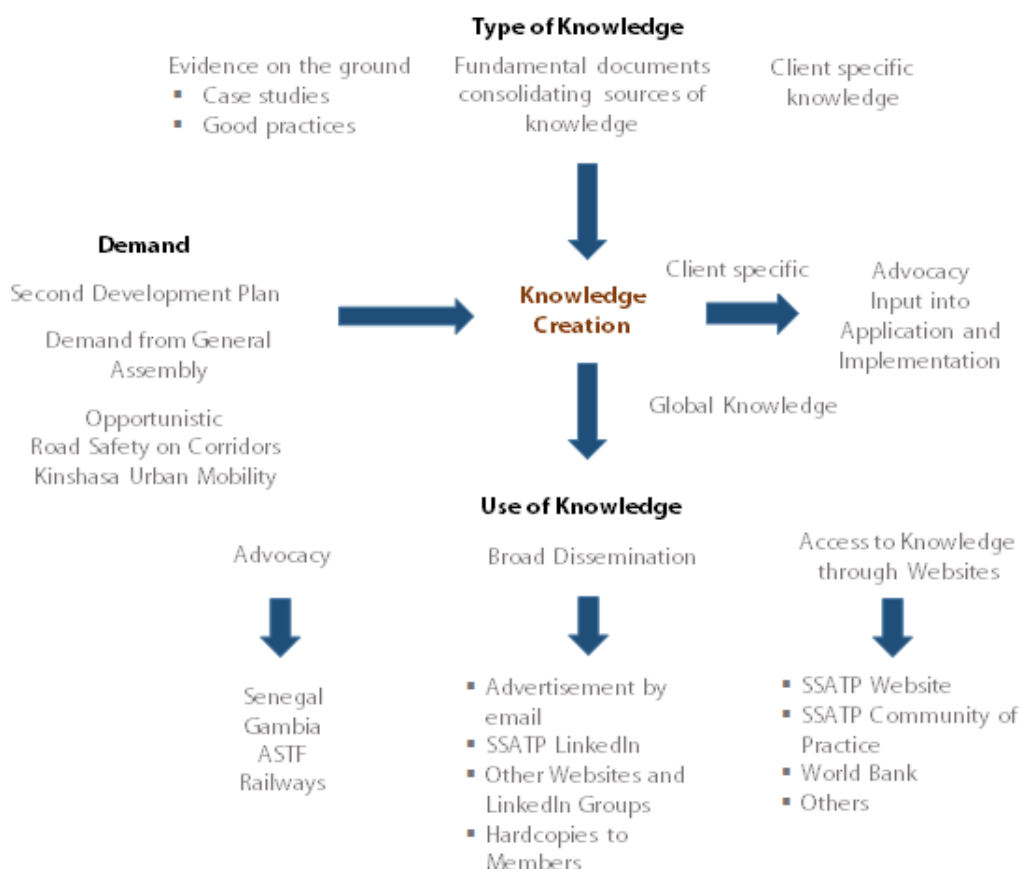 Type of Knowledge
Evidence on the ground
▪ Case studies
▪ Good practices
Fundamental documents
consolidating sources of
knowledge
Client specific
knowledge
Demand
Second Development Plan
Demand from General
Assembly
Opportunistic
Road Safety on Corridors
Kinshasa Urban Mobility
Knowledge
Creation
Client specific
Advocacy
Input into
Application and
Implementation
Global Knowledge
Use of Knowledge
Advocacy
Senegal
Gambia
ASTF
Railways
Broad Dissemination
▪ Advertisement by
email
▪ SSATP LinkedIn
▪ Other Websites and
LinkedIn Groups
▪ Hardcopies to
Members
Access to Knowledge
through Websites
▪ SSATP Website
▪ SSATP Community of
Practice
▪ World Bank
▪ Others